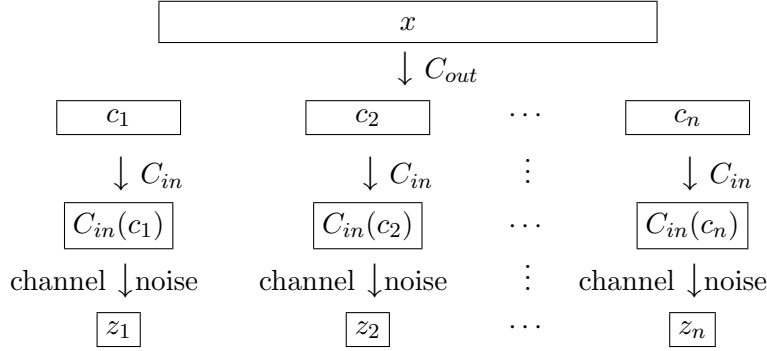 x
C_out
c_1 c_2 ⋯ c_n
C_in C_in ⋮ C_in
C_in(c_1) C_in(c_2) ⋯ C_in(c_n)
channel noise channel noise ⋮ channel noise
z_1 z_2 ⋯ z_n